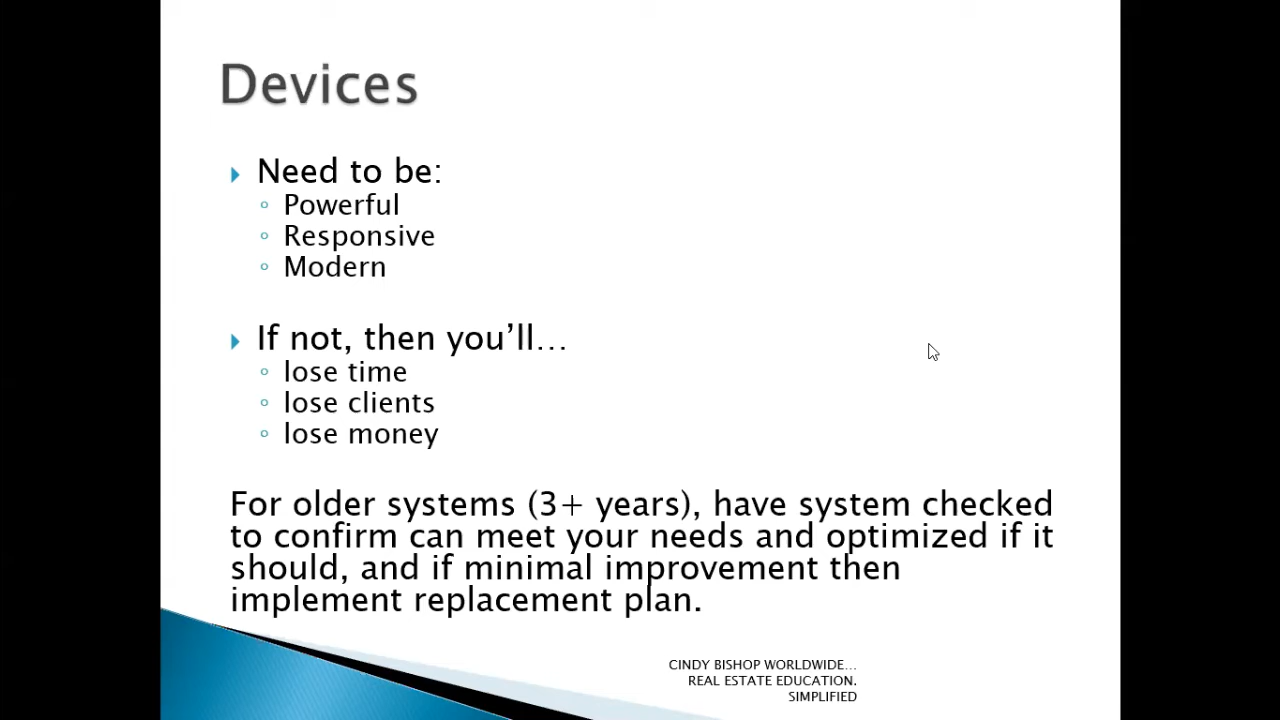 Devices
Need to be:
Powerful
Responsive
Modern
If not, then you’ll…
lose time
lose clients
lose money
For older systems (3+ years), have system checked
to confirm can meet your needs and optimized if it
should, and if minimal improvement then
implement replacement plan.
CINDY BISHOP WORLDWIDE…
REAL ESTATE EDUCATION.
SIMPLIFIED